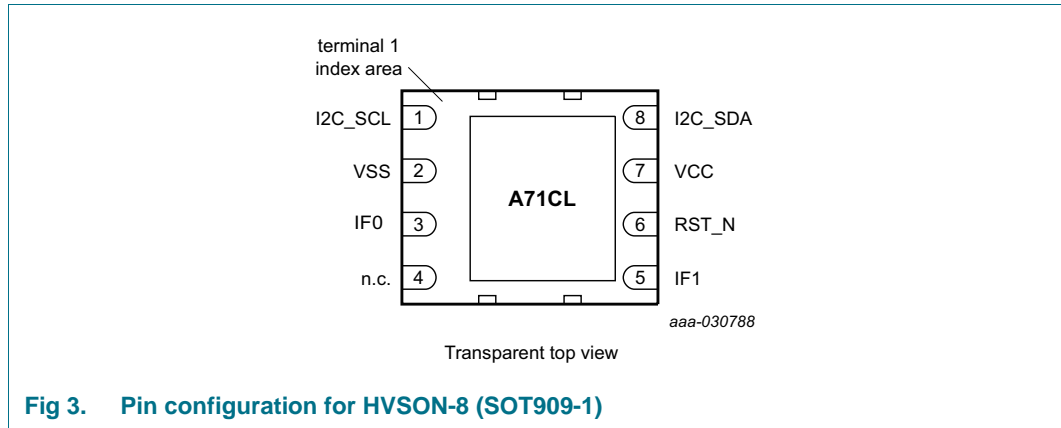 terminal 1
index area
I2C_SCL 1 8 I2C_SDA
VSS 2 7 VCC
A71CL
IF0 3 6 RST_N
n.c. 4 5 IF1
aaa-030788
Transparent top view
Fig 3. Pin configuration for HVSON-8 (SOT909-1)